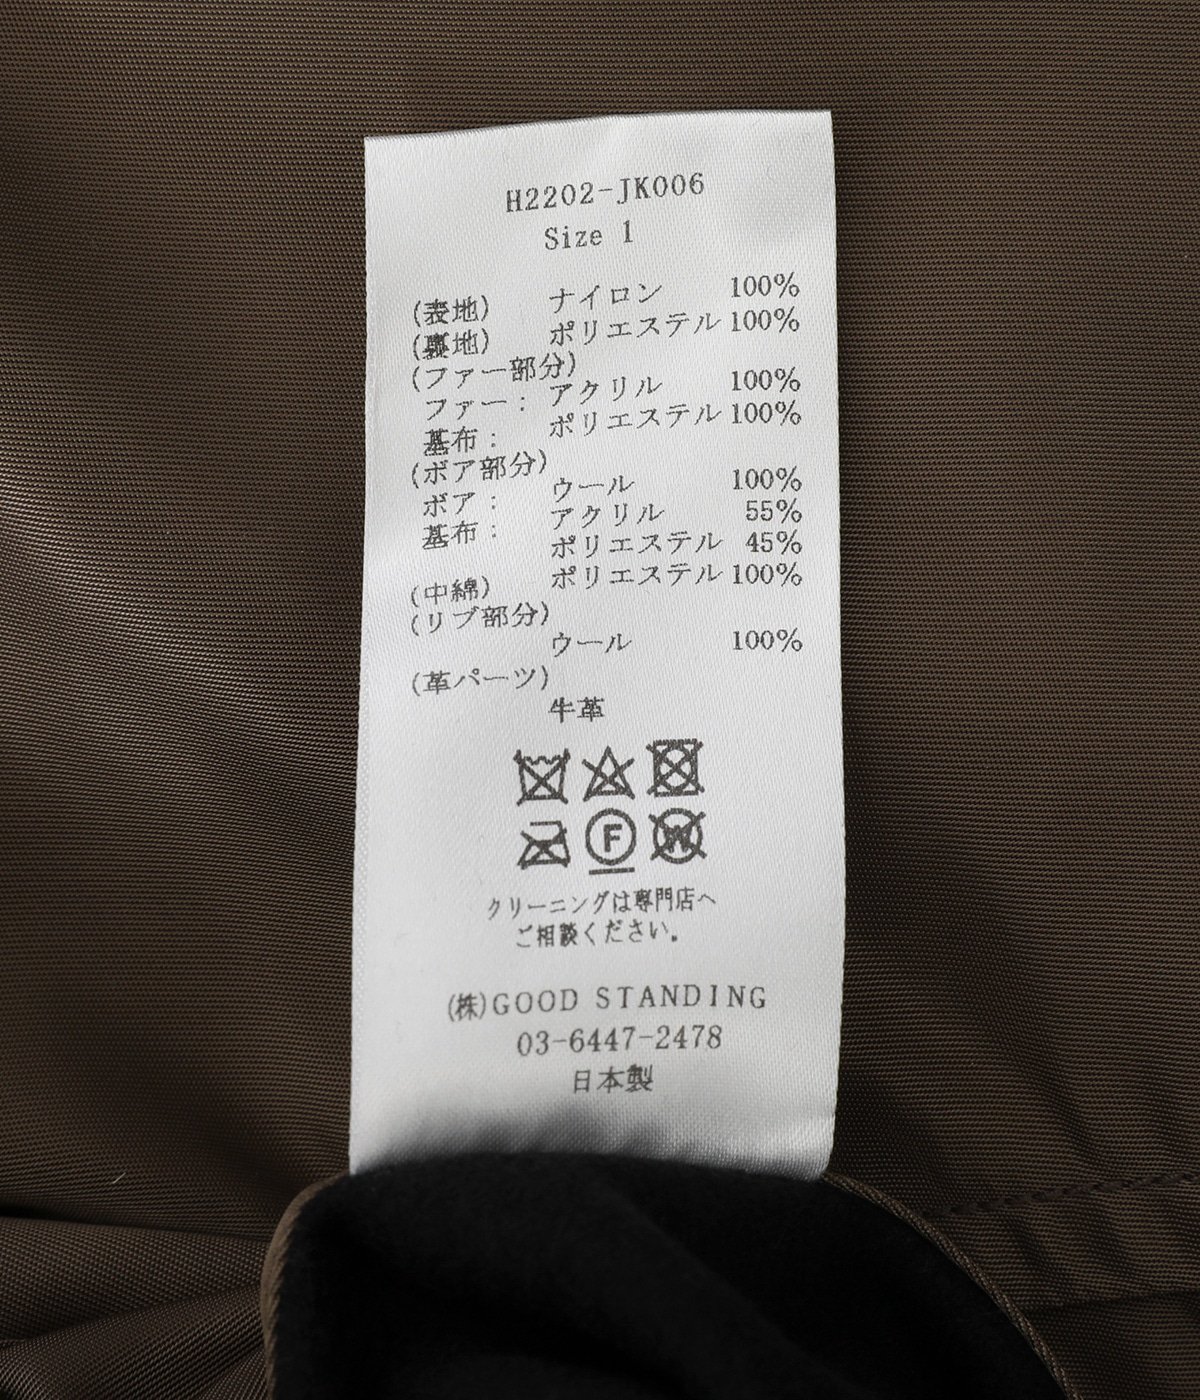 H2202-JK006
Size 1
(表地) ナイロン 100%
(裏地) ポリエステル 100%
(ファー部分)
ファー: アクリル 100%
基布: ポリエステル 100%
(ボア部分)
ボア: ウール 100%
基布: アクリル 55%
ポリエステル 45%
(中綿) ポリエステル 100%
(リブ部分)
ウール 100%
(革パーツ)
牛革
F W
クリーニングは専門店へ
ご相談ください。
(株)GOOD STANDING
03-6447-2478
日本製